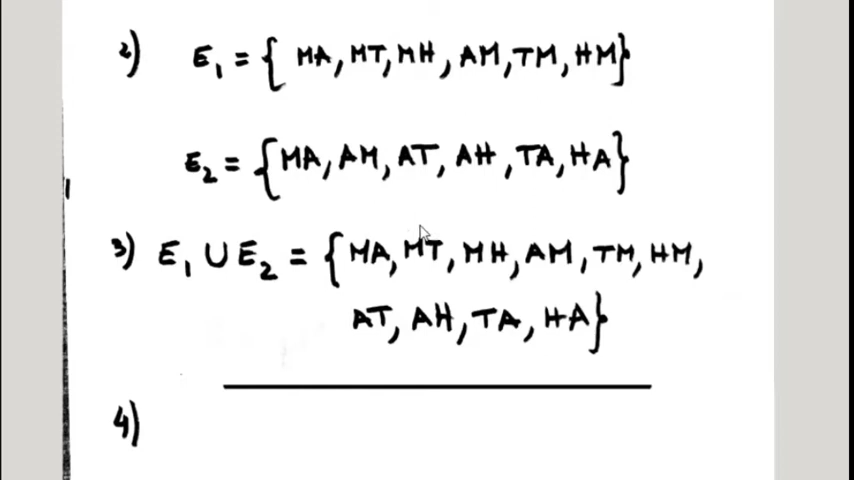 2) E₁ = { MA, MT, MH, AM, TM, HM}
E₂ = {MA, AM, AT, AH, TA, HA}
3) E₁ ∪ E₂ = {MA, MT, MH, AM, TM, HM,
AT, AH, TA, HA}
4)